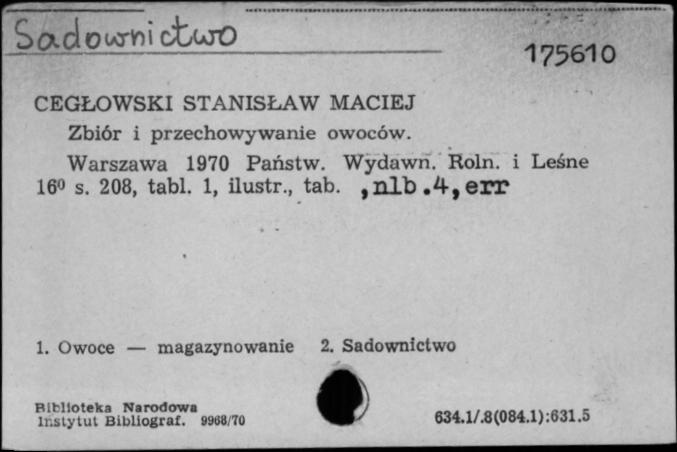 Sadownictwo
175610
CEGŁOWSKI STANISŁAW MACIEJ
Zbiór i przechowywanie owoców.
Warszawa 1970 Państw. Wydawn. Roln. i Leśne
16⁰ s. 208, tabl. 1, ilustr., tab. ,nlb.4,err
1. Owoce — magazynowanie 2. Sadownictwo
Biblioteka Narodowa
Instytut Bibliograf. 9968/70
634.1/.8(084.1):631.5